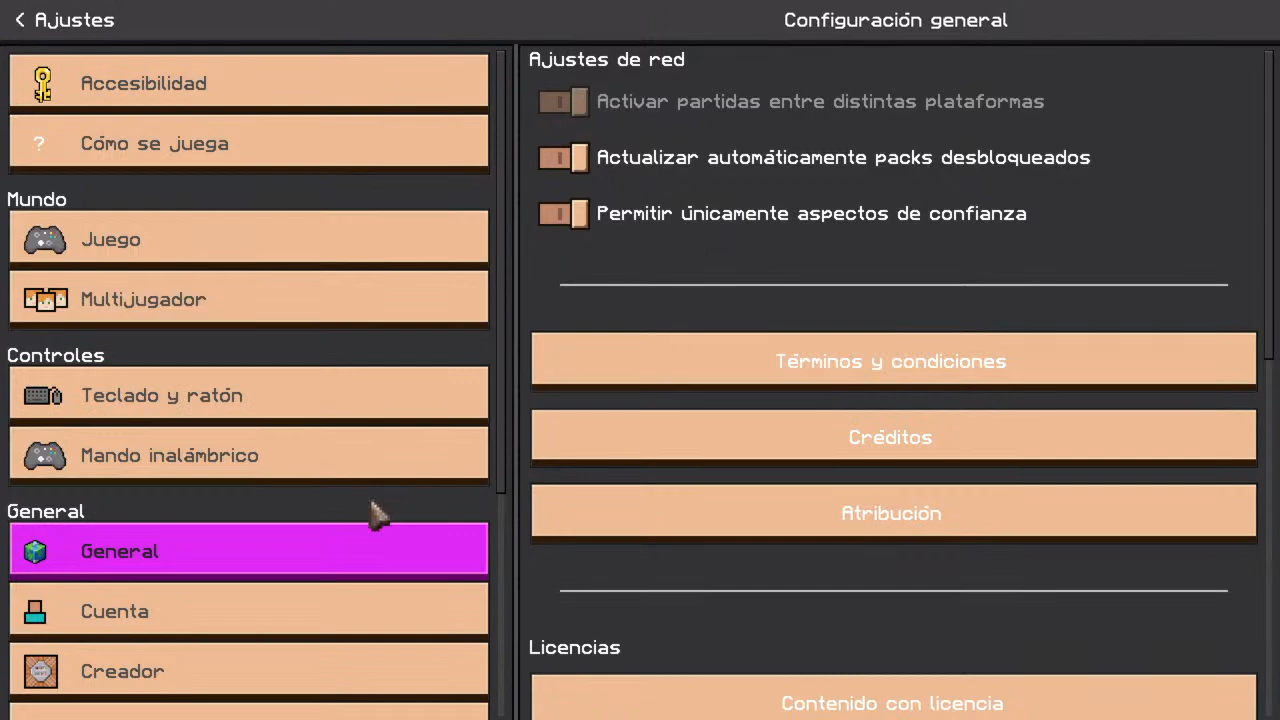 Ajustes
Configuración general
Accesibilidad
? Cómo se juega
Mundo
Juego
Multijugador
Controles
Teclado y ratón
Mando inalámbrico
General
General
Cuenta
Creador
Ajustes de red
Activar partidas entre distintas plataformas
Actualizar automáticamente packs desbloqueados
Permitir únicamente aspectos de confianza
Términos y condiciones
Créditos
Atribución
Licencias
Contenido con licencia